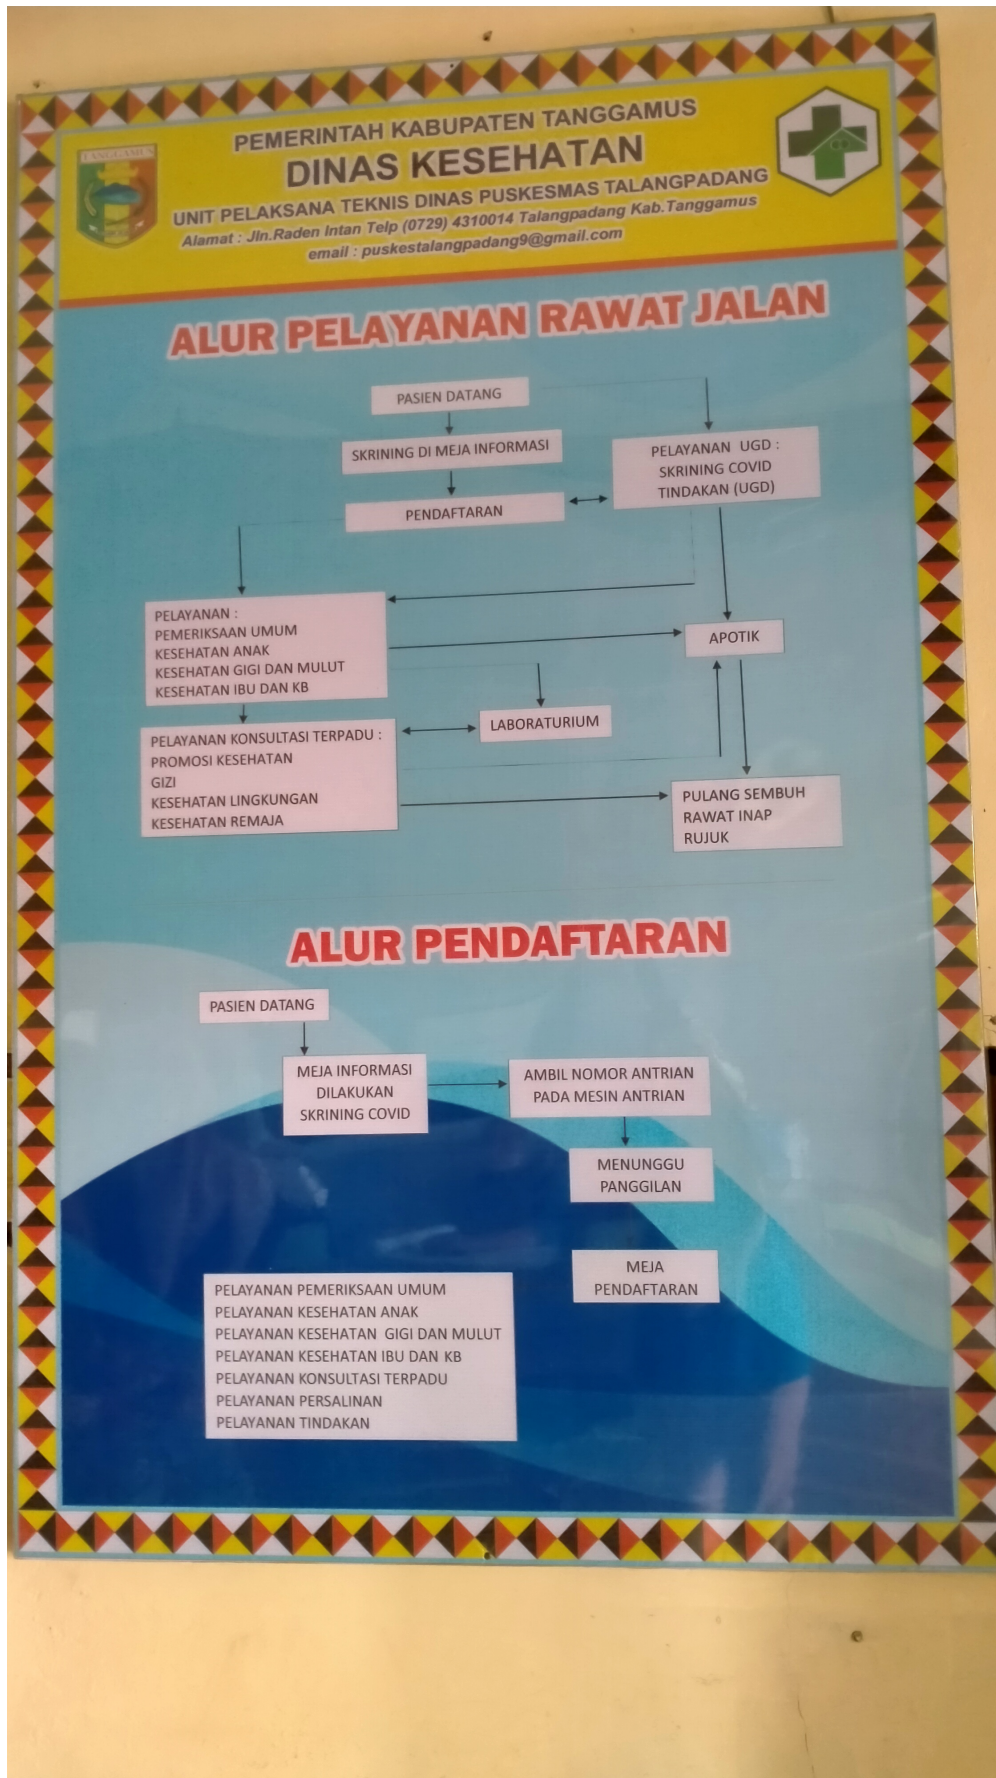 TANGGAMUS
PEMERINTAH KABUPATEN TANGGAMUS
DINAS KESEHATAN
UNIT PELAKSANA TEKNIS DINAS PUSKESMAS TALANGPADANG
Alamat : Jln.Raden Intan Telp (0729) 4310014 Talangpadang Kab.Tanggamus
email : puskestalangpadang9@gmail.com
ALUR PELAYANAN RAWAT JALAN
PASIEN DATANG
SKRINING DI MEJA INFORMASI
PELAYANAN UGD :
SKRINING COVID
TINDAKAN (UGD)
PENDAFTARAN
PELAYANAN :
PEMERIKSAAN UMUM
KESEHATAN ANAK
KESEHATAN GIGI DAN MULUT
KESEHATAN IBU DAN KB
APOTIK
LABORATURIUM
PELAYANAN KONSULTASI TERPADU :
PROMOSI KESEHATAN
GIZI
KESEHATAN LINGKUNGAN
KESEHATAN REMAJA
PULANG SEMBUH
RAWAT INAP
RUJUK
ALUR PENDAFTARAN
PASIEN DATANG
MEJA INFORMASI
DILAKUKAN
SKRINING COVID
AMBIL NOMOR ANTRIAN
PADA MESIN ANTRIAN
MENUNGGU
PANGGILAN
MEJA
PENDAFTARAN
PELAYANAN PEMERIKSAAN UMUM
PELAYANAN KESEHATAN ANAK
PELAYANAN KESEHATAN GIGI DAN MULUT
PELAYANAN KESEHATAN IBU DAN KB
PELAYANAN KONSULTASI TERPADU
PELAYANAN PERSALINAN
PELAYANAN TINDAKAN